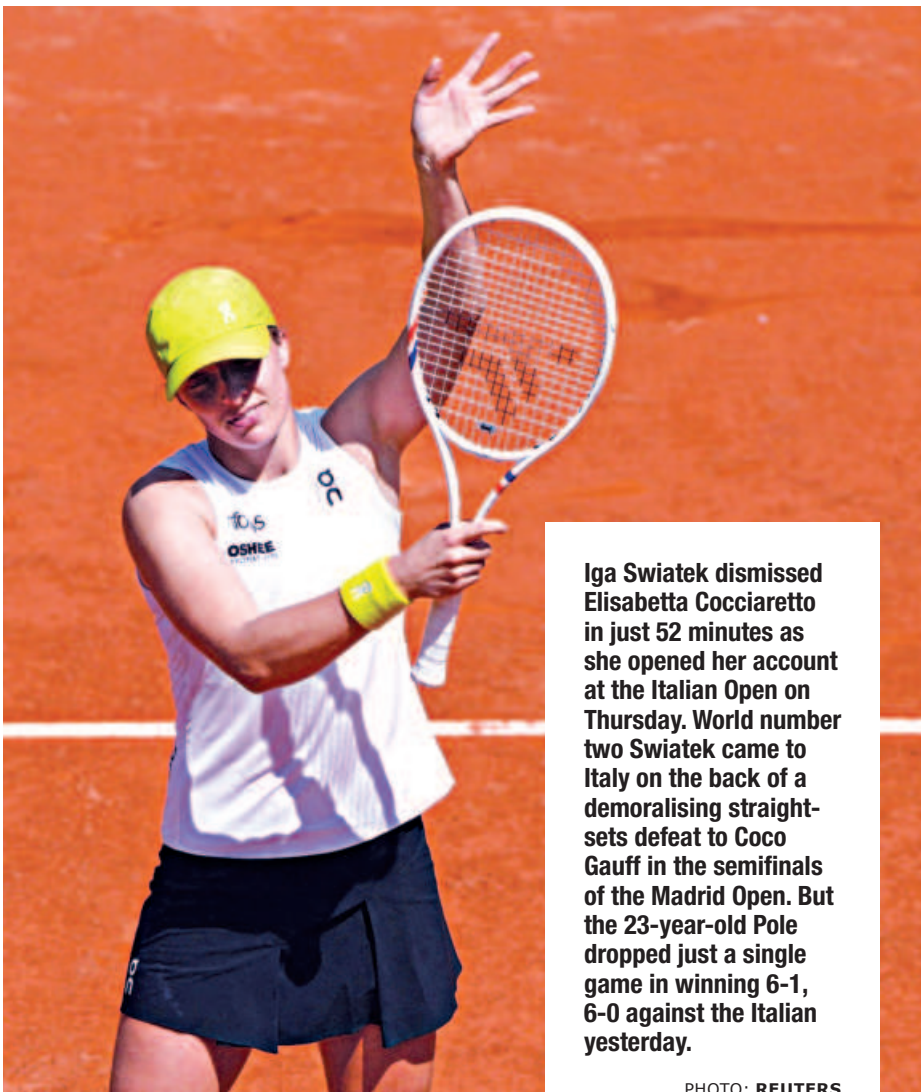 tous
OSHEE
Iga Swiatek dismissed
Elisabetta Cocciaretto
in just 52 minutes as
she opened her account
at the Italian Open on
Thursday. World number
two Swiatek came to
Italy on the back of a
demoralising straight-
sets defeat to Coco
Gauff in the semifinals
of the Madrid Open. But
the 23-year-old Pole
dropped just a single
game in winning 6-1,
6-0 against the Italian
yesterday.
PHOTO: REUTERS